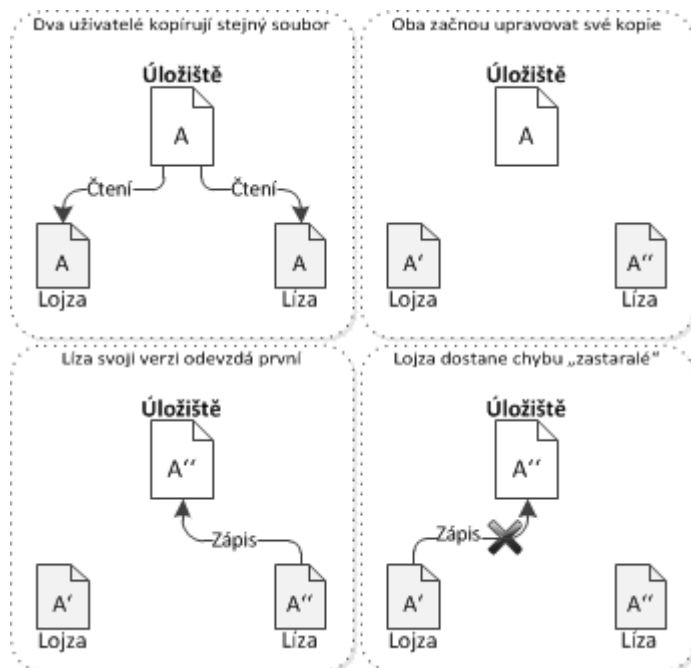 Dva uživatelé kopírují stejný soubor
Úložiště
A
Čtení
Čtení
A
A
Lojza
Líza
Oba začnou upravovat své kopie
Úložiště
A
A‘
A‘‘
Lojza
Líza
Líza svoji verzi odevzdá první
Úložiště
A‘‘
Zápis
A‘
A‘‘
Lojza
Líza
Lojza dostane chybu „zastaralé“
Úložiště
A‘‘
Zápis
A‘
A‘‘
Lojza
Líza